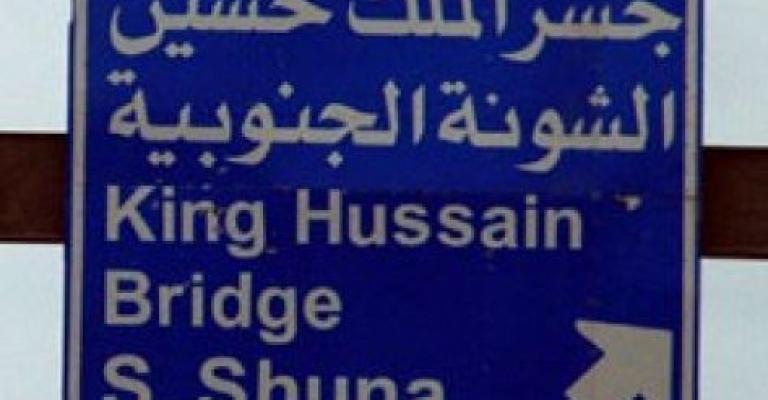 جسر الملك حسين
الشونة الجنوبية
King Hussain
Bridge
S. Shuna